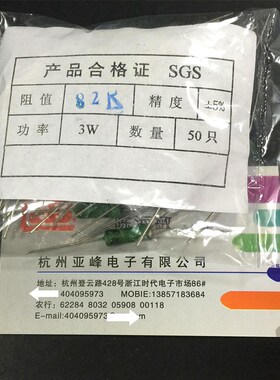 产品合格证 SGS
阻值 82K 精度 ±5%
功率 3W 数量 50只
杭州亚峰电子有限公司
杭州登云路428号浙江时代电子市场86#
404095973 MOBIE:13857183684
农行: 62284 8032 05908 00118
E-mail:404095973